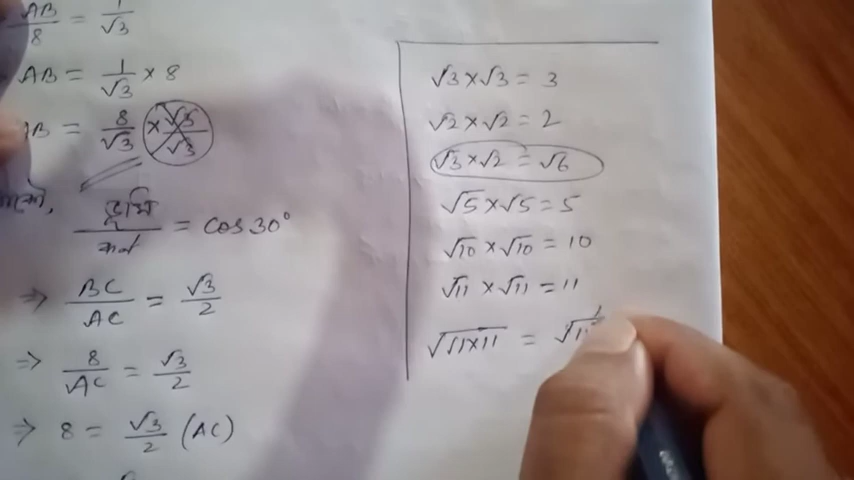 AB/8 = 1/√3
AB = 1/√3 × 8
AB = 8/√3 × √3/√3
= cos 30°
⇒ BC/AC = √3/2
⇒ 8/AC = √3/2
⇒ 8 = √3/2 (AC)
√3×√3 = 3
√2×√2 = 2
√3×√2 = √6
√5×√5 = 5
√10×√10 = 10
√11×√11 = 11
√11×11 =